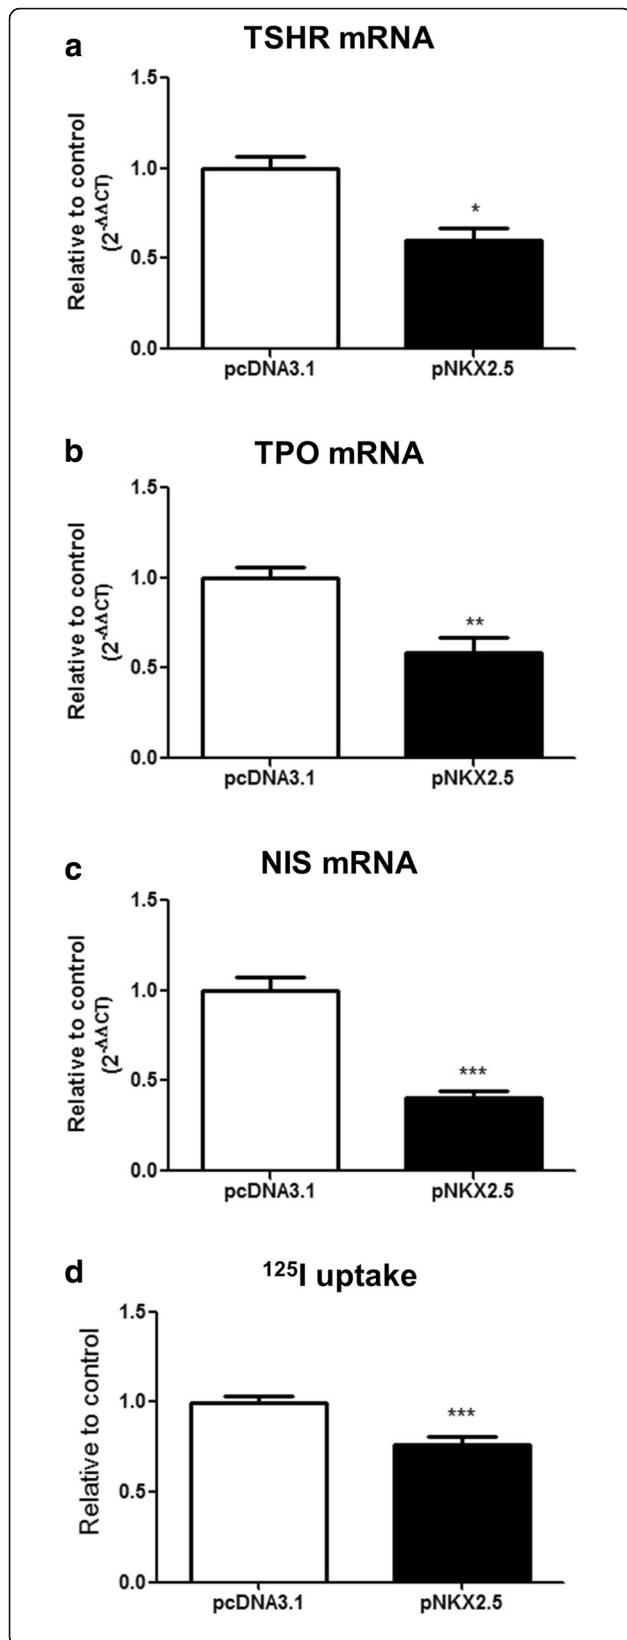 a
TSHR mRNA
Relative to control
(2^-ΔΔCT)
1.5
1.0
0.5
0.0
*
pcDNA3.1
pNKX2.5
b
TPO mRNA
Relative to control
(2^-ΔΔCT)
1.5
1.0
0.5
0.0
**
pcDNA3.1
pNKX2.5
c
NIS mRNA
Relative to control
(2^-ΔΔCT)
1.5
1.0
0.5
0.0
***
pcDNA3.1
pNKX2.5
d
¹²⁵I uptake
Relative to control
1.5
1.0
0.5
0.0
***
pcDNA3.1
pNKX2.5